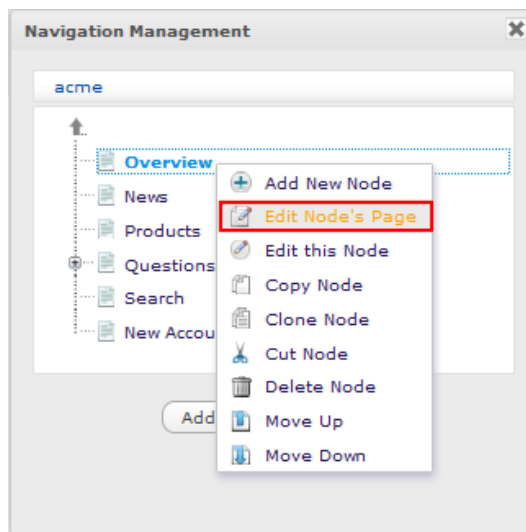 Navigation Management
acme
Overview
News
Products
Questions
Search
New Accou
Add
Add New Node
Edit Node's Page
Edit this Node
Copy Node
Clone Node
Cut Node
Delete Node
Move Up
Move Down